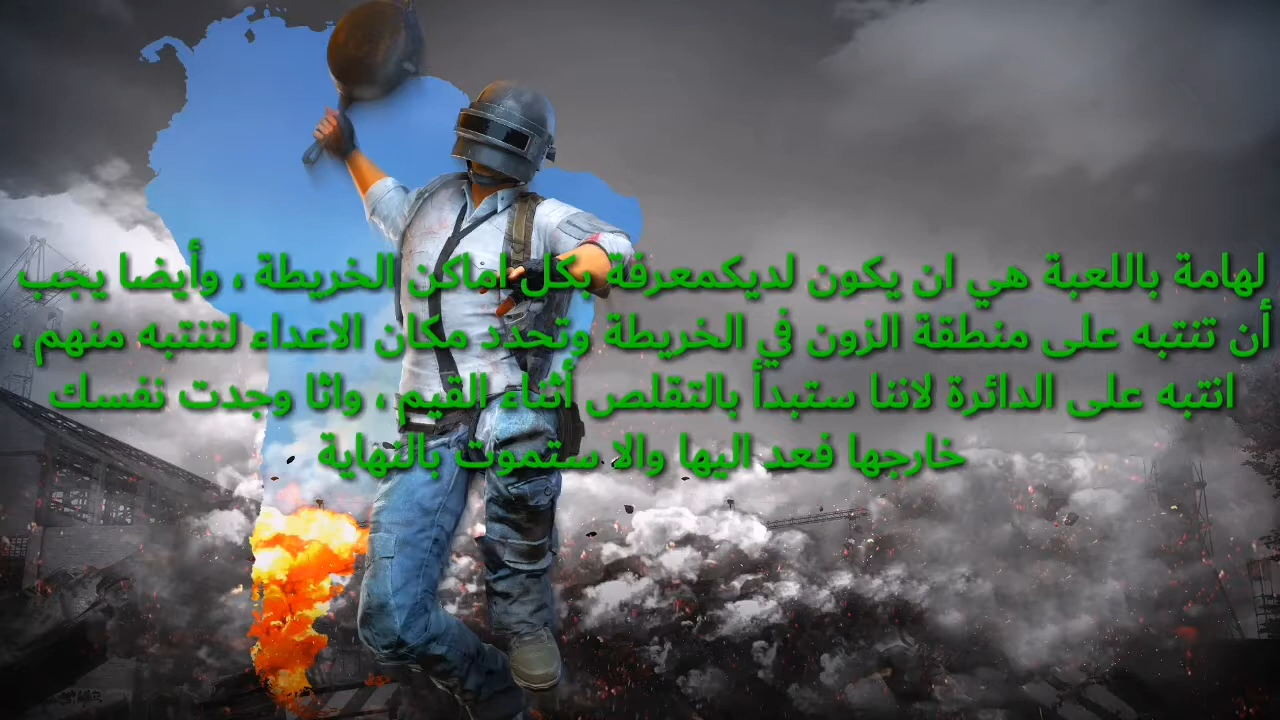 لهامة باللعبة هي ان يكون لديكمعرفة بكل اماكن الخريطة ، وأيضا يجب
أن تنتبه على منطقة الزون في الخريطة وتحدد مكان الاعداء لتنتبه منهم ،
انتبه على الدائرة لاننا ستبدأ بالتقلص أثناء القيم ، واثا وجدت نفسك
خارجها فعد اليها والا ستموت بالنهاية